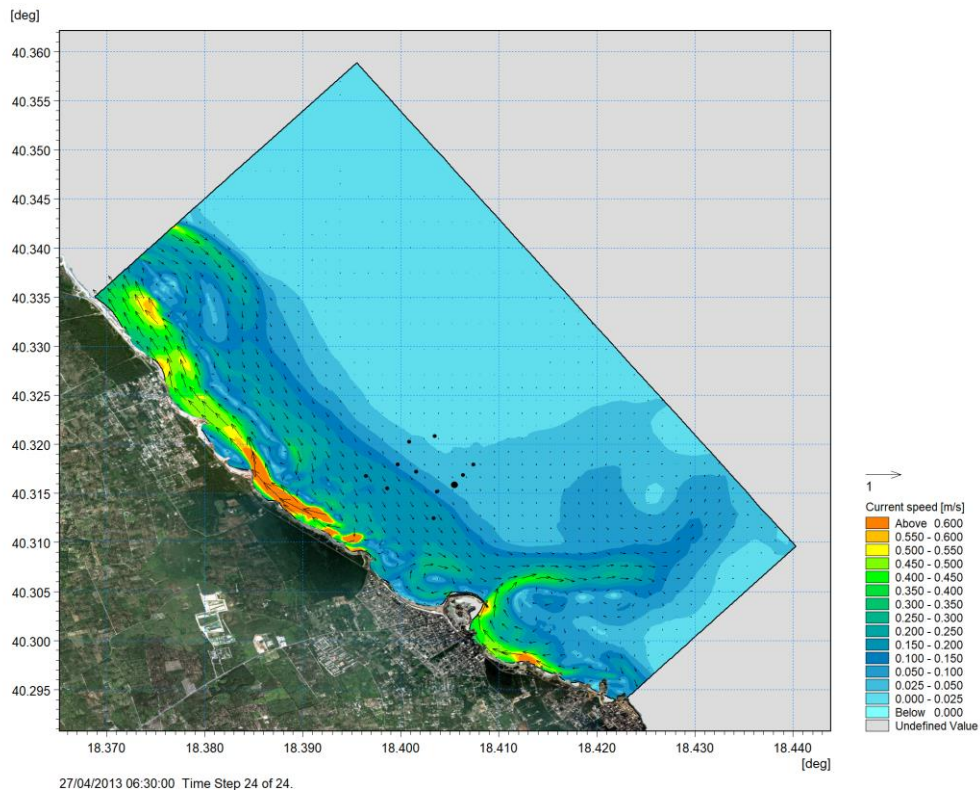 [deg]
40.360
40.355
40.350
40.345
40.340
40.335
40.330
40.325
40.320
40.315
40.310
40.305
40.300
40.295
18.370 18.380 18.390 18.400 18.410 18.420 18.430 18.440
[deg]
27/04/2013 06:30:00 Time Step 24 of 24.
1
Current speed [m/s]
Above 0.600
0.550 - 0.600
0.500 - 0.550
0.450 - 0.500
0.400 - 0.450
0.350 - 0.400
0.300 - 0.350
0.250 - 0.300
0.200 - 0.250
0.150 - 0.200
0.100 - 0.150
0.050 - 0.100
0.025 - 0.050
0.000 - 0.025
Below 0.000
Undefined Value